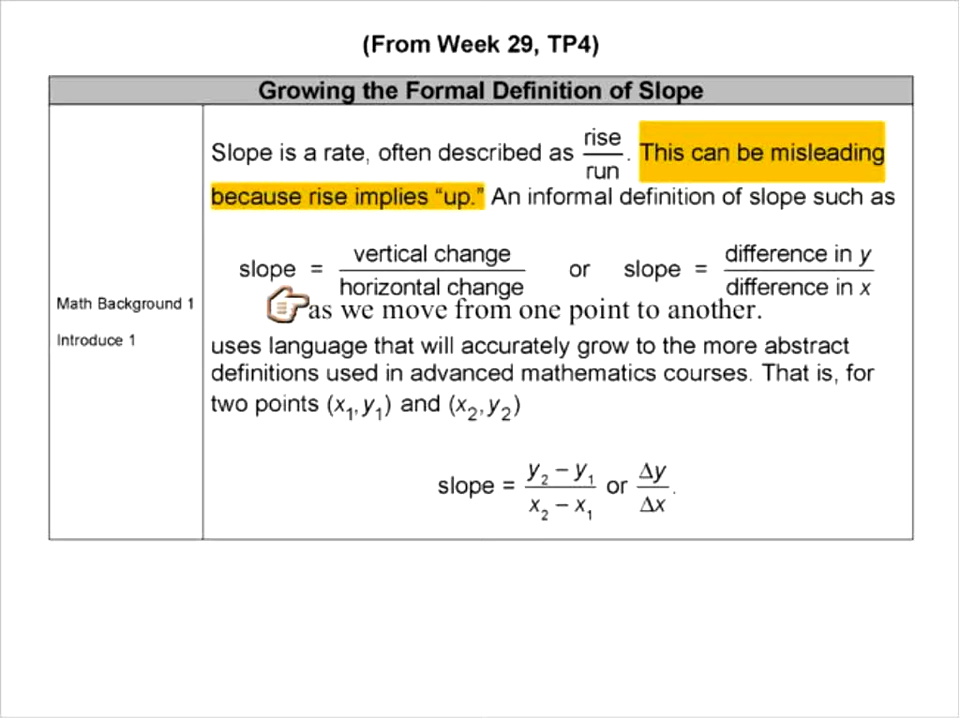 (From Week 29, TP4)
Growing the Formal Definition of Slope
Math Background 1
Introduce 1
Slope is a rate, often described as rise/run. This can be misleading
because rise implies “up.” An informal definition of slope such as
slope = vertical change/horizontal change or slope = difference in y/difference in x
as we move from one point to another.
uses language that will accurately grow to the more abstract
definitions used in advanced mathematics courses. That is, for
two points (x₁,y₁) and (x₂,y₂)
slope = y₂ − y₁/x₂ − x₁ or Δy/Δx.